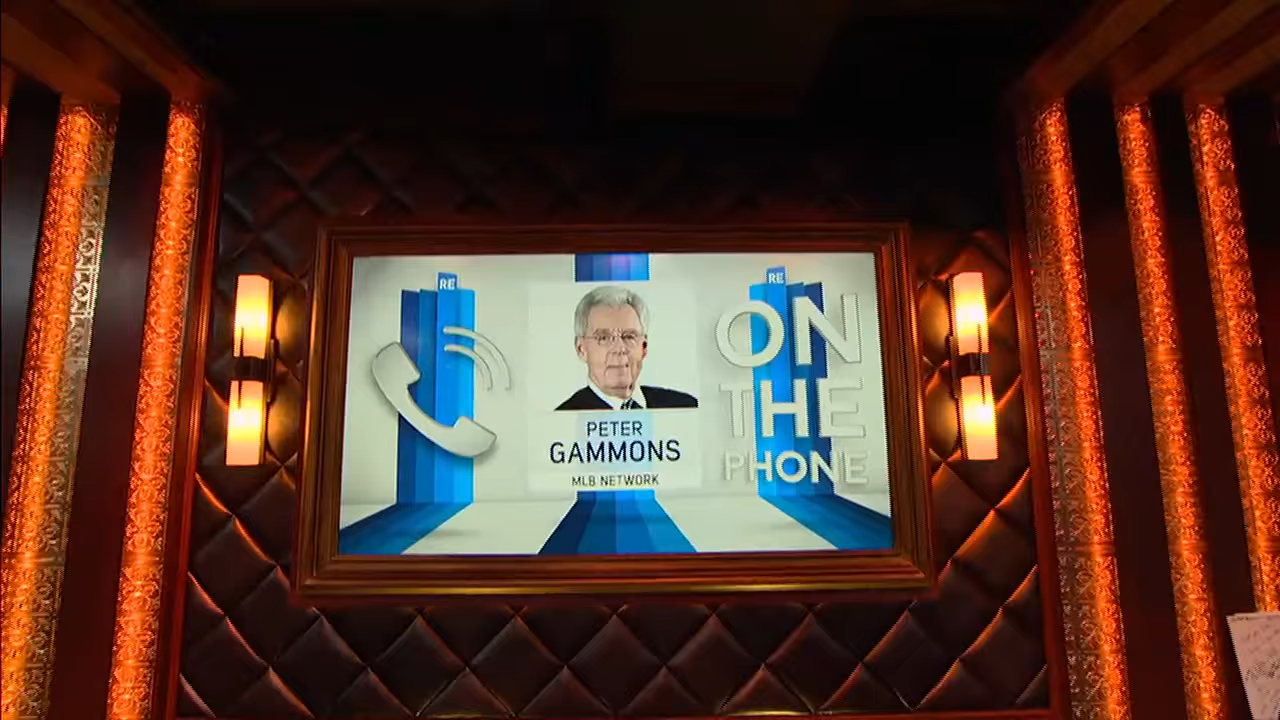 RE
RE
PETER
GAMMONS
MLB NETWORK
ON
THE
PHONE